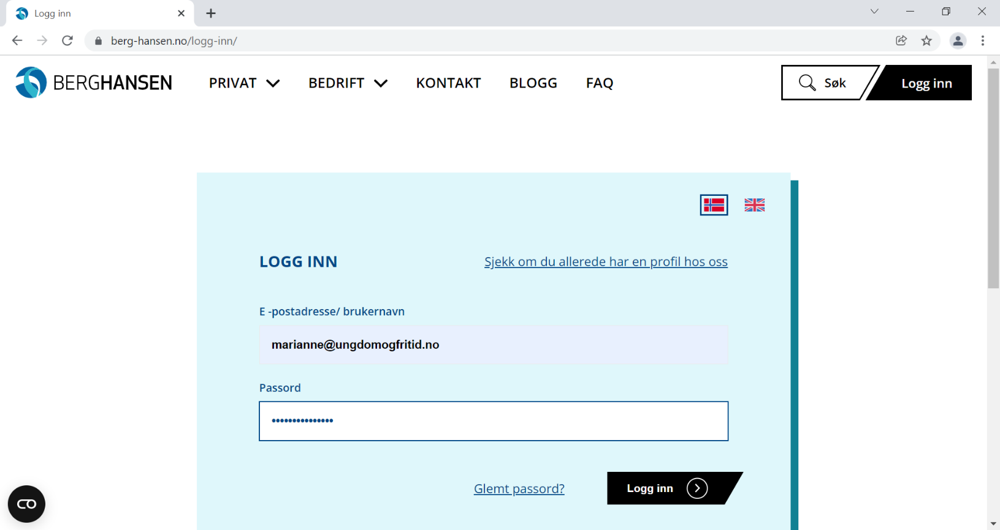 Logg inn
berg-hansen.no/logg-inn/
BERGHANSEN
PRIVAT
BEDRIFT
KONTAKT
BLOGG
FAQ
Søk
Logg inn
LOGG INN
Sjekk om du allerede har en profil hos oss
E -postadresse/ brukernavn
marianne@ungdomogfritid.no
Passord
•••••••••••••••
Glemt passord?
Logg inn